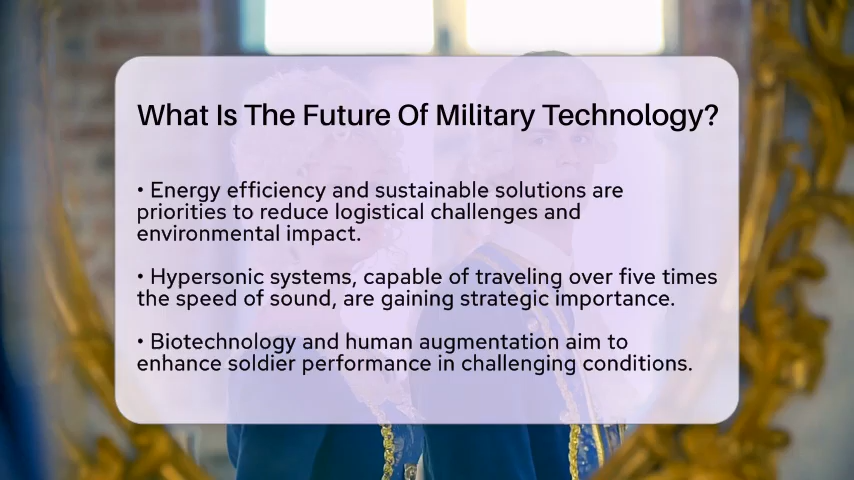 What Is The Future Of Military Technology?
• Energy efficiency and sustainable solutions are
priorities to reduce logistical challenges and
environmental impact.
• Hypersonic systems, capable of traveling over five times
the speed of sound, are gaining strategic importance.
• Biotechnology and human augmentation aim to
enhance soldier performance in challenging conditions.